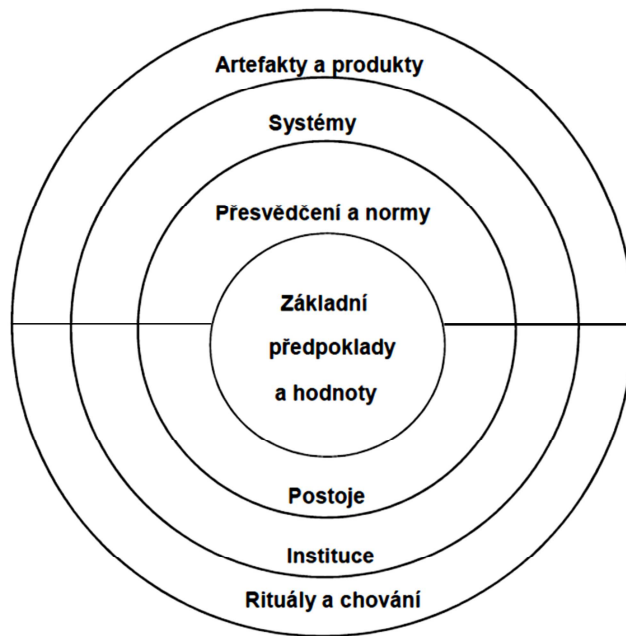 Artefakty a produkty
Systémy
Přesvědčení a normy
Základní
předpoklady
a hodnoty
Postoje
Instituce
Rituály a chování